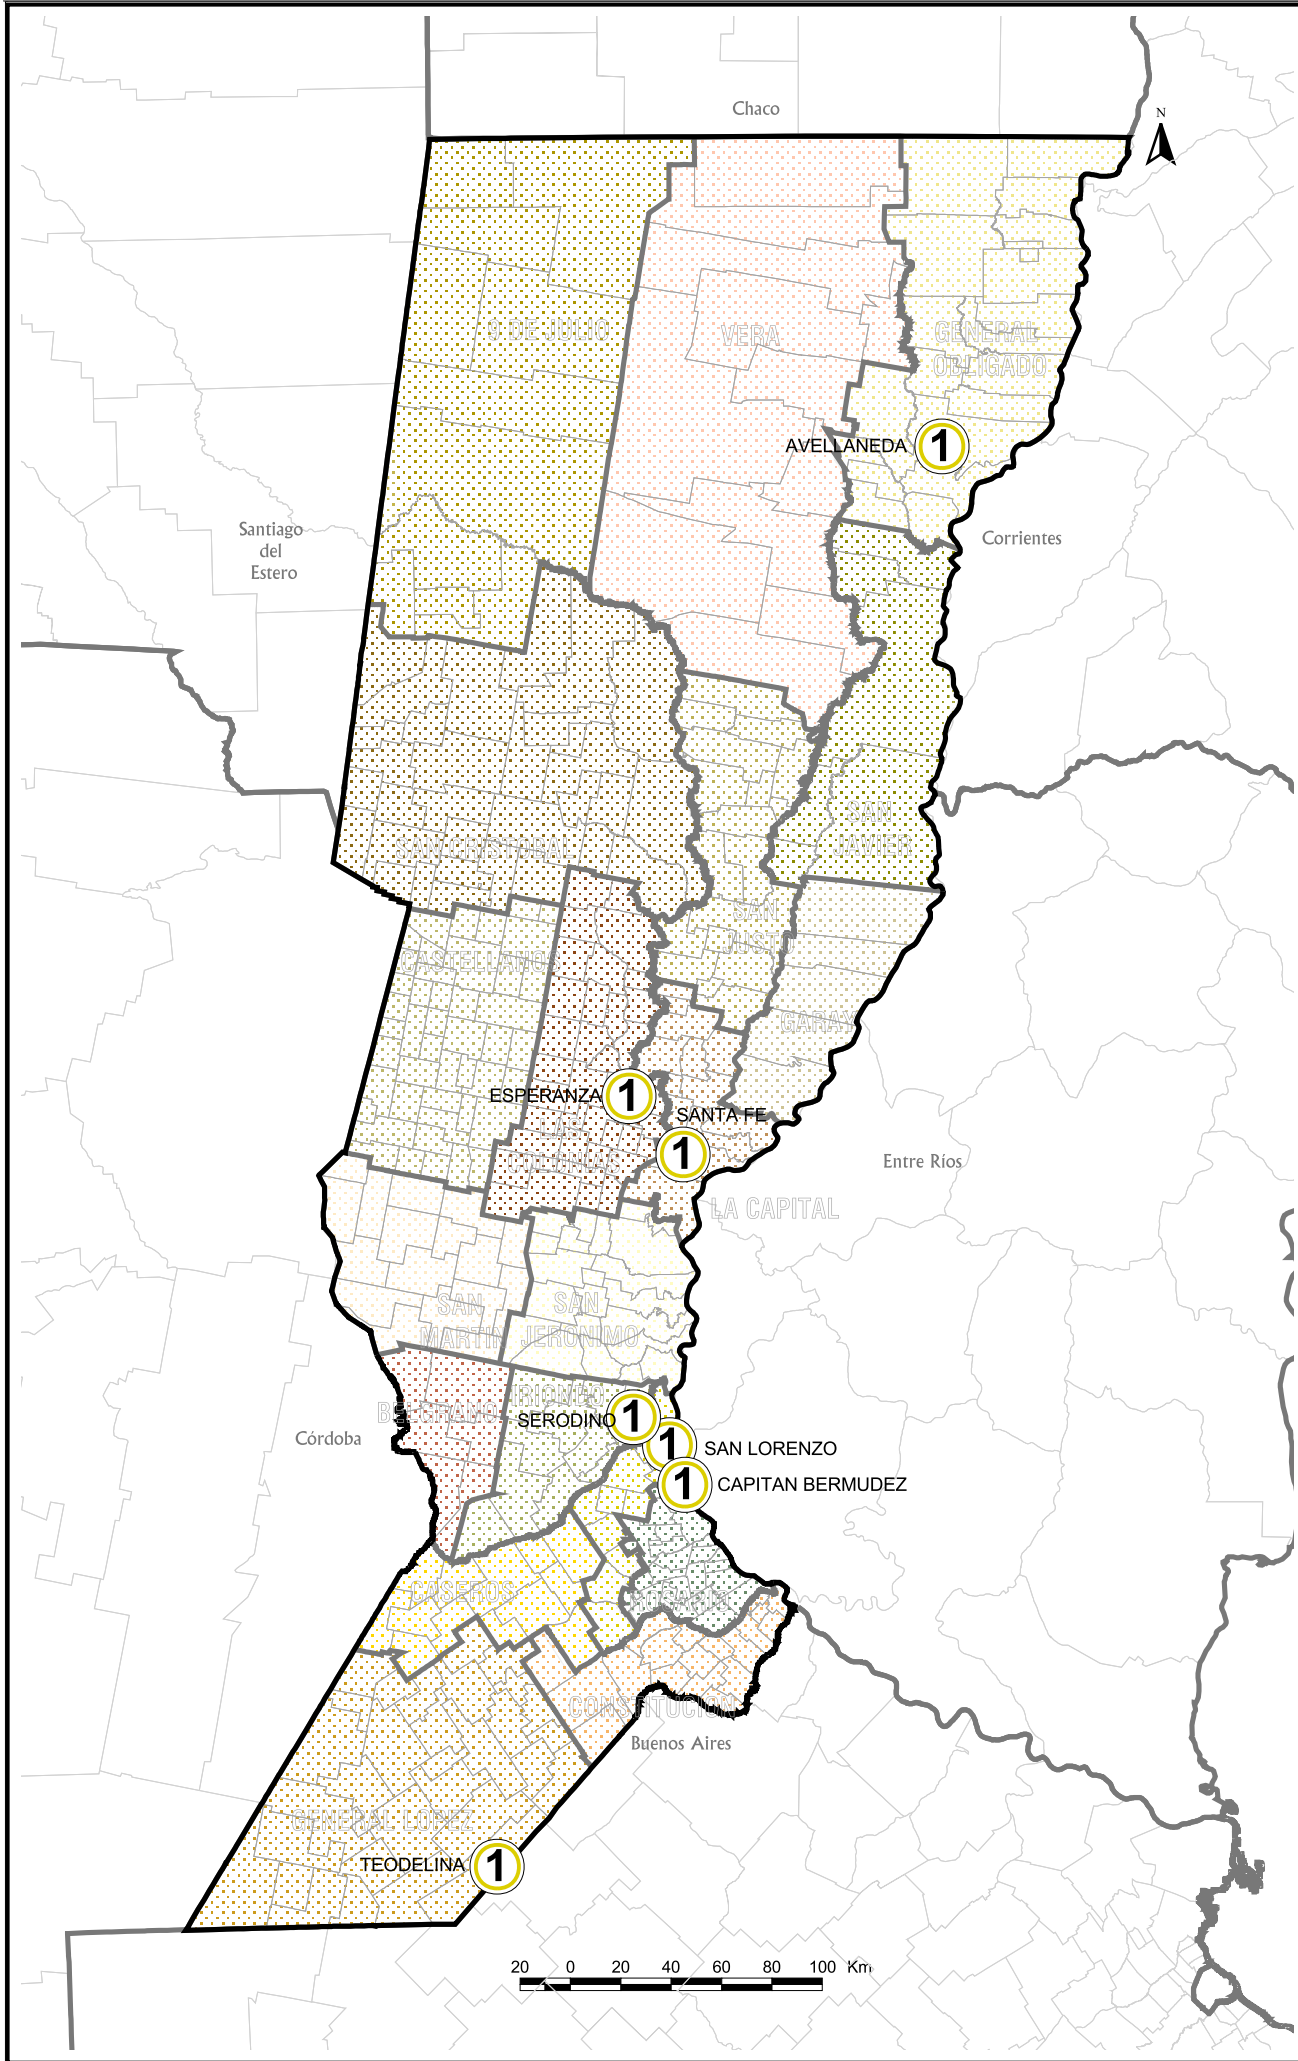 Chaco
N
9 DE JULIO
VERA
GENERAL
OBLIGADO
AVELLANEDA
1
Santiago
del
Estero
Corrientes
SAN CRISTOBAL
SAN
JAVIER
SAN
JUSTO
CASTELLANOS
GARAY
ESPERANZA
1
SANTA FE
1
LAS
COLONIAS
Entre Ríos
LA CAPITAL
SAN
MARTIN
SAN
JERONIMO
IRIONDO
BELGRANO
SERODINO
1
Córdoba
1
SAN LORENZO
1
CAPITAN BERMUDEZ
CASEROS
ROSARIO
CONSTITUCION
Buenos Aires
GENERAL LOPEZ
TEODELINA
1
20 0 20 40 60 80 100 Km